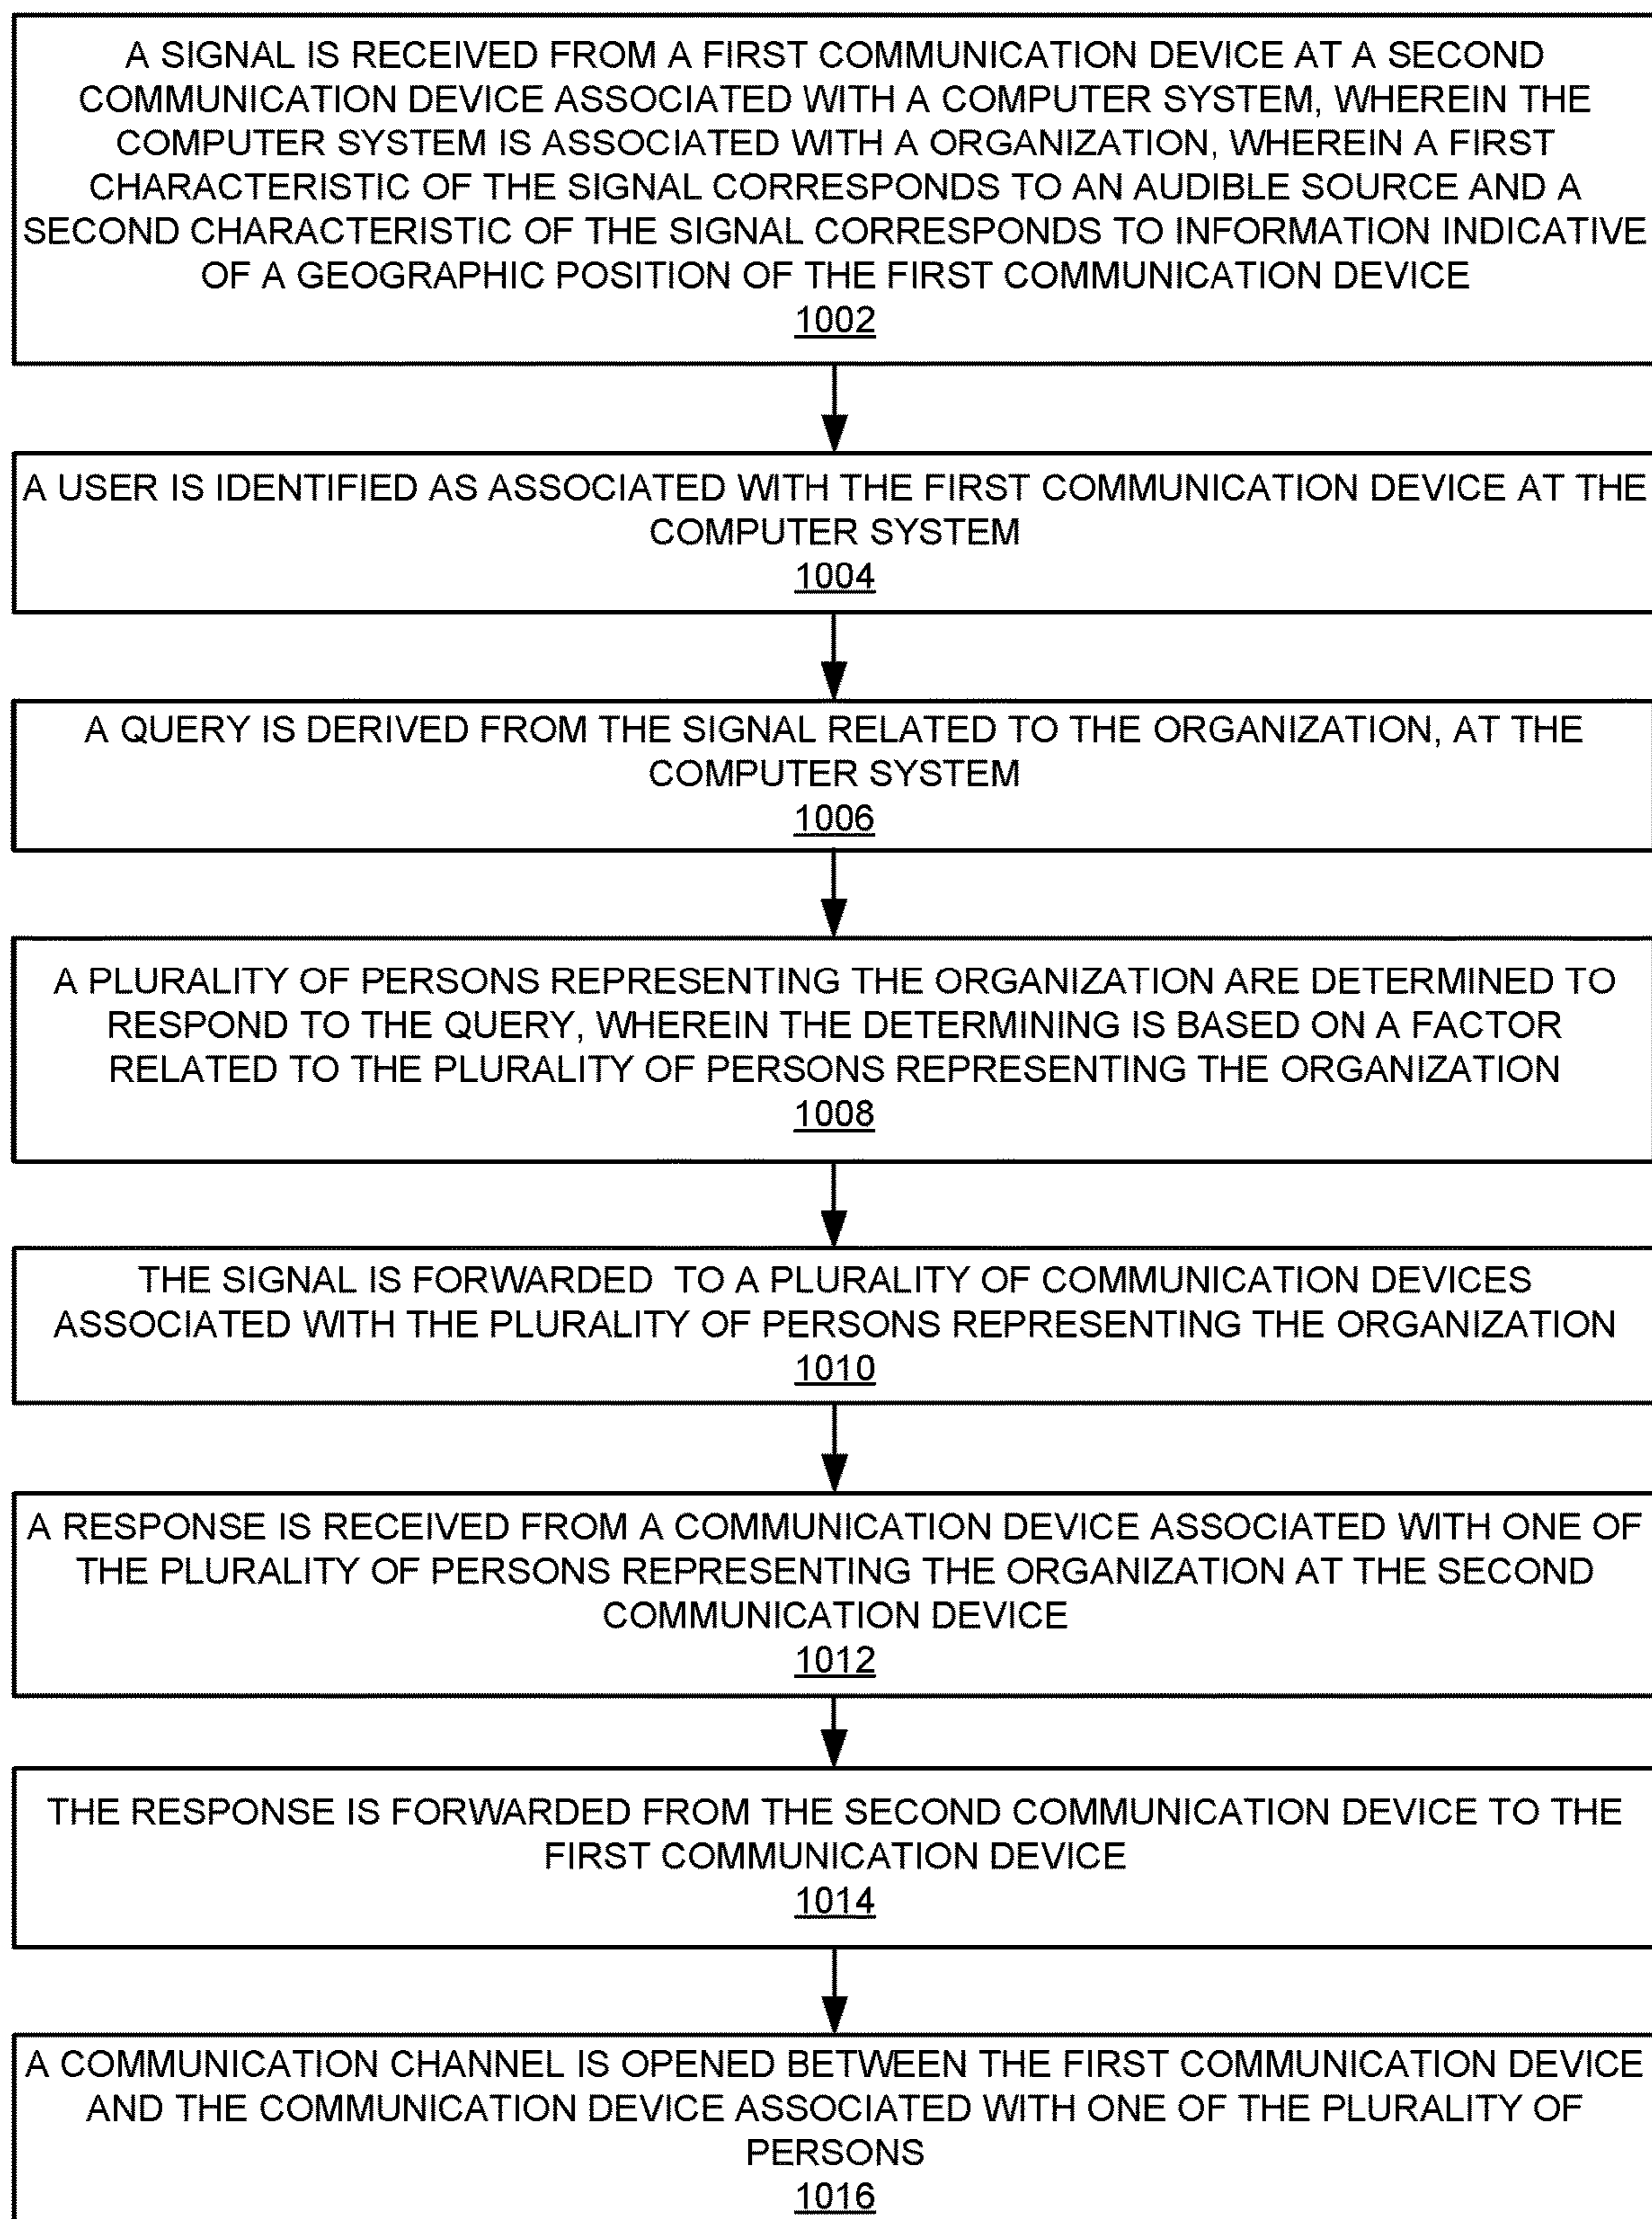 A SIGNAL IS RECEIVED FROM A FIRST COMMUNICATION DEVICE AT A SECOND
COMMUNICATION DEVICE ASSOCIATED WITH A COMPUTER SYSTEM, WHEREIN THE
COMPUTER SYSTEM IS ASSOCIATED WITH A ORGANIZATION, WHEREIN A FIRST
CHARACTERISTIC OF THE SIGNAL CORRESPONDS TO AN AUDIBLE SOURCE AND A
SECOND CHARACTERISTIC OF THE SIGNAL CORRESPONDS TO INFORMATION INDICATIVE
OF A GEOGRAPHIC POSITION OF THE FIRST COMMUNICATION DEVICE
1002
A USER IS IDENTIFIED AS ASSOCIATED WITH THE FIRST COMMUNICATION DEVICE AT THE
COMPUTER SYSTEM
1004
A QUERY IS DERIVED FROM THE SIGNAL RELATED TO THE ORGANIZATION, AT THE
COMPUTER SYSTEM
1006
A PLURALITY OF PERSONS REPRESENTING THE ORGANIZATION ARE DETERMINED TO
RESPOND TO THE QUERY, WHEREIN THE DETERMINING IS BASED ON A FACTOR
RELATED TO THE PLURALITY OF PERSONS REPRESENTING THE ORGANIZATION
1008
THE SIGNAL IS FORWARDED TO A PLURALITY OF COMMUNICATION DEVICES
ASSOCIATED WITH THE PLURALITY OF PERSONS REPRESENTING THE ORGANIZATION
1010
A RESPONSE IS RECEIVED FROM A COMMUNICATION DEVICE ASSOCIATED WITH ONE OF
THE PLURALITY OF PERSONS REPRESENTING THE ORGANIZATION AT THE SECOND
COMMUNICATION DEVICE
1012
THE RESPONSE IS FORWARDED FROM THE SECOND COMMUNICATION DEVICE TO THE
FIRST COMMUNICATION DEVICE
1014
A COMMUNICATION CHANNEL IS OPENED BETWEEN THE FIRST COMMUNICATION DEVICE
AND THE COMMUNICATION DEVICE ASSOCIATED WITH ONE OF THE PLURALITY OF
PERSONS
1016